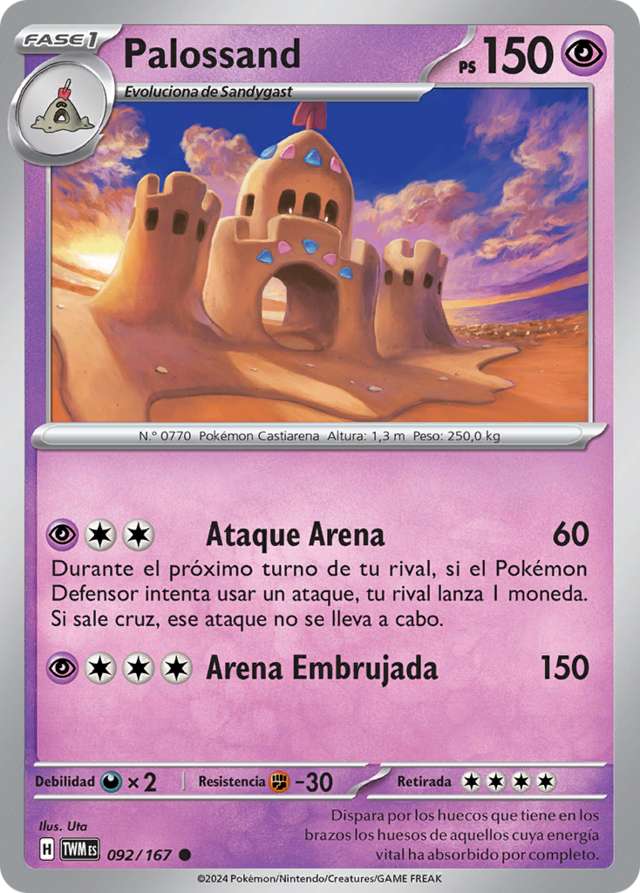 FASE 1
Palossand
PS 150
Evoluciona de Sandygast
N.º 0770 Pokémon Castiarena Altura: 1,3 m Peso: 250,0 kg
Ataque Arena 60
Durante el próximo turno de tu rival, si el Pokémon
Defensor intenta usar un ataque, tu rival lanza 1 moneda.
Si sale cruz, ese ataque no se lleva a cabo.
Arena Embrujada 150
Debilidad ×2 Resistencia -30 Retirada
Ilus. Uta
H TWM ES 092/167
Dispara por los huecos que tiene en los
brazos los huesos de aquellos cuya energía
vital ha absorbido por completo.
©2024 Pokémon/Nintendo/Creatures/GAME FREAK